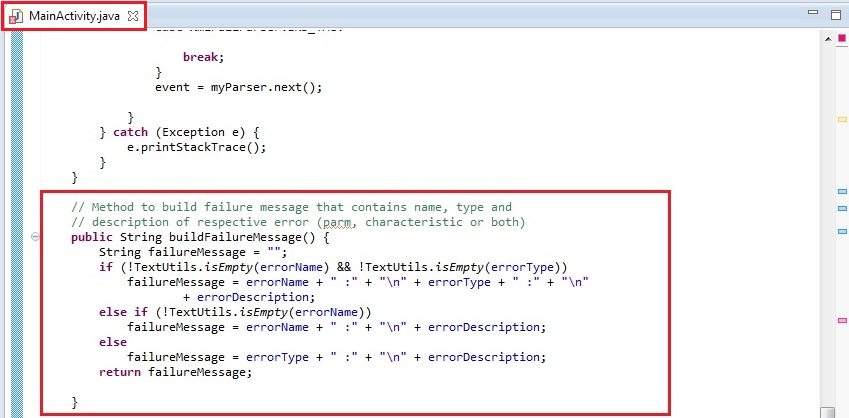 MainActivity.java
break;
}
event = myParser.next();
}
} catch (Exception e) {
e.printStackTrace();
}
}
// Method to build failure message that contains name, type and
// description of respective error (parm, characteristic or both)
public String buildFailureMessage() {
String failureMessage = "";
if (!TextUtils.isEmpty(errorName) && !TextUtils.isEmpty(errorType))
failureMessage = errorName + " :" + "\n" + errorType + " :" + "\n"
+ errorDescription;
else if (!TextUtils.isEmpty(errorName))
failureMessage = errorName + " :" + "\n" + errorDescription;
else
failureMessage = errorType + " :" + "\n" + errorDescription;
return failureMessage;
}